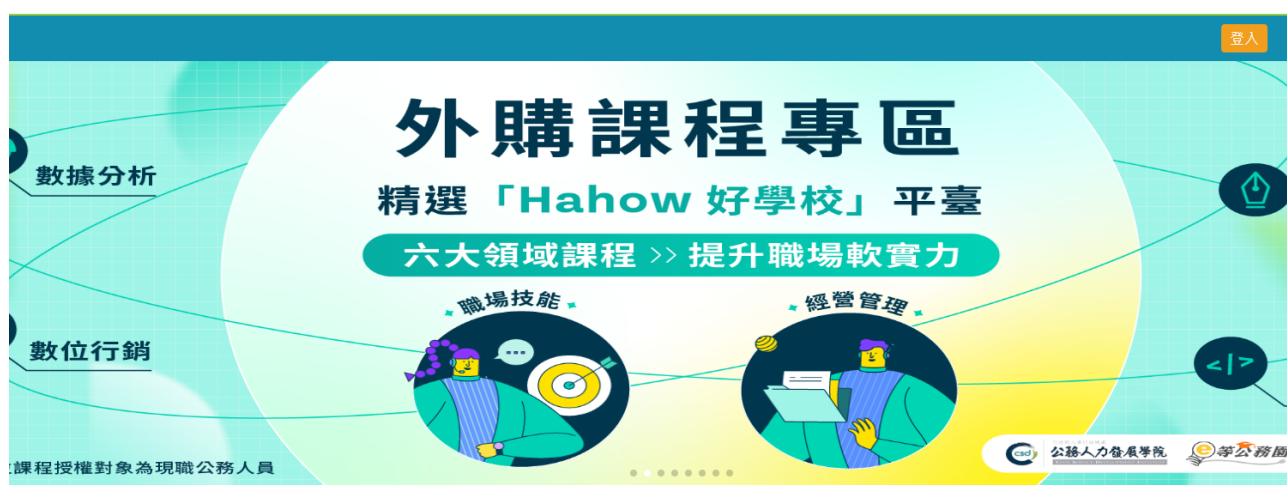 登入
外購課程專區
精選「Hahow 好學校」平臺
六大領域課程 >> 提升職場軟實力
數據分析
職場技能
經營管理
數位行銷
</>
課程授權對象為現職公務人員
csd
公務人力發展學院
e等公務園